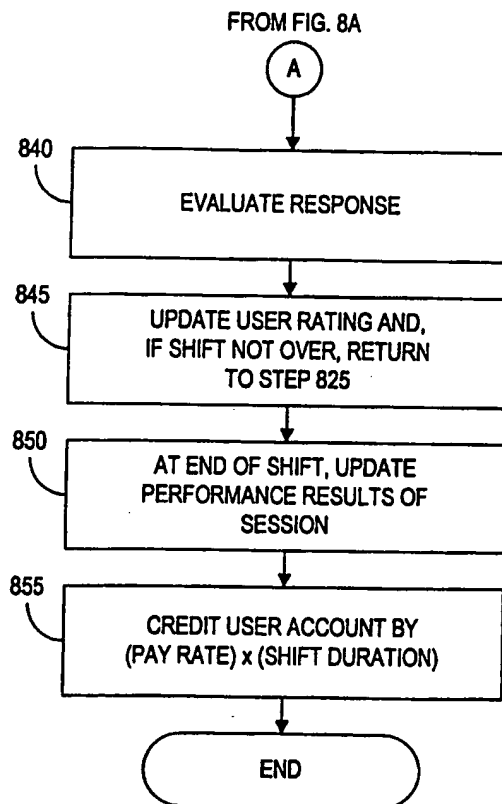 FROM FIG. 8A
A
840
EVALUATE RESPONSE
845
UPDATE USER RATING AND,
IF SHIFT NOT OVER, RETURN
TO STEP 825
850
AT END OF SHIFT, UPDATE
PERFORMANCE RESULTS OF
SESSION
855
CREDIT USER ACCOUNT BY
(PAY RATE) x (SHIFT DURATION)
END